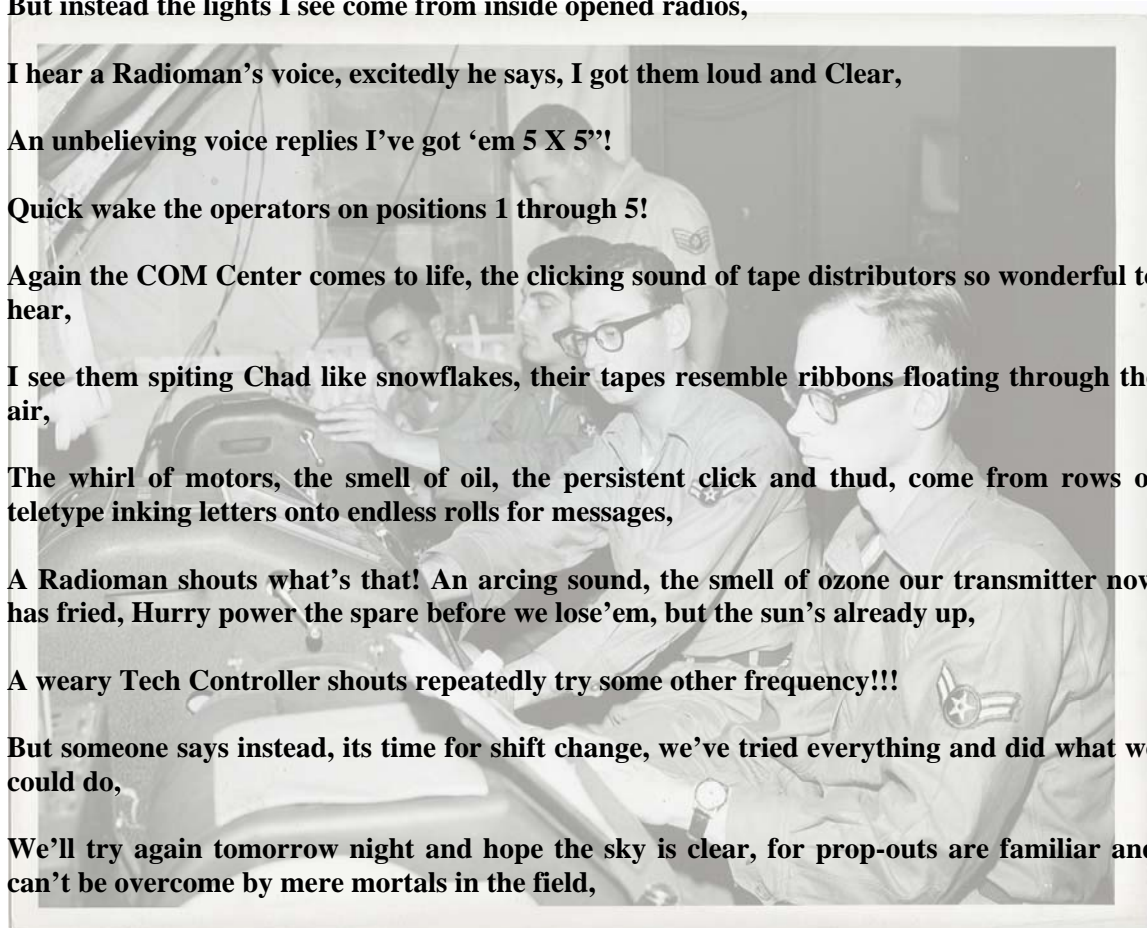 But instead the lights I see come from inside opened radios,
I hear a Radioman’s voice, excitedly he says, I got them loud and Clear,
An unbelieving voice replies I’ve got ‘em 5 X 5”!
Quick wake the operators on positions 1 through 5!
Again the COM Center comes to life, the clicking sound of tape distributors so wonderful
hear,
I see them spiting Chad like snowflakes, their tapes resemble ribbons floating through
air,
The whirl of motors, the smell of oil, the persistent click and thud, come from rows
teletype inking letters onto endless rolls for messages,
A Radioman shouts what’s that! An arcing sound, the smell of ozone our transmitter
has fried, Hurry power the spare before we lose’em, but the sun’s already up,
A weary Tech Controller shouts repeatedly try some other frequency!!!
But someone says instead, its time for shift change, we’ve tried everything and did what
could do,
We’ll try again tomorrow night and hope the sky is clear, for prop-outs are familiar
can’t be overcome by mere mortals in the field,